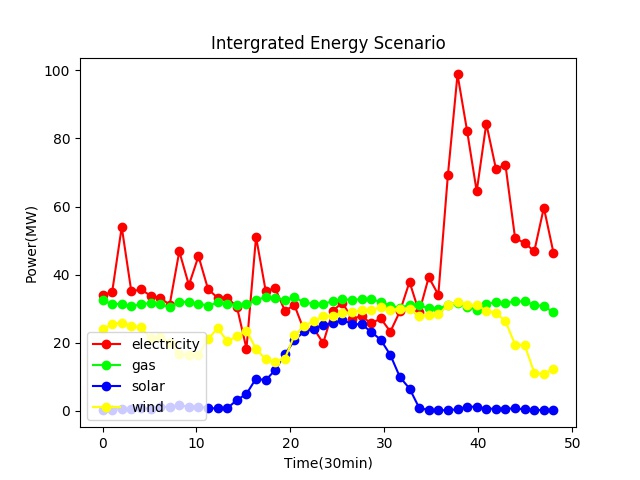 Intergrated Energy Scenario
Power(MW)
100
80
60
40
20
0
electricity
gas
solar
wind
0 10 20 30 40 50
Time(30min)